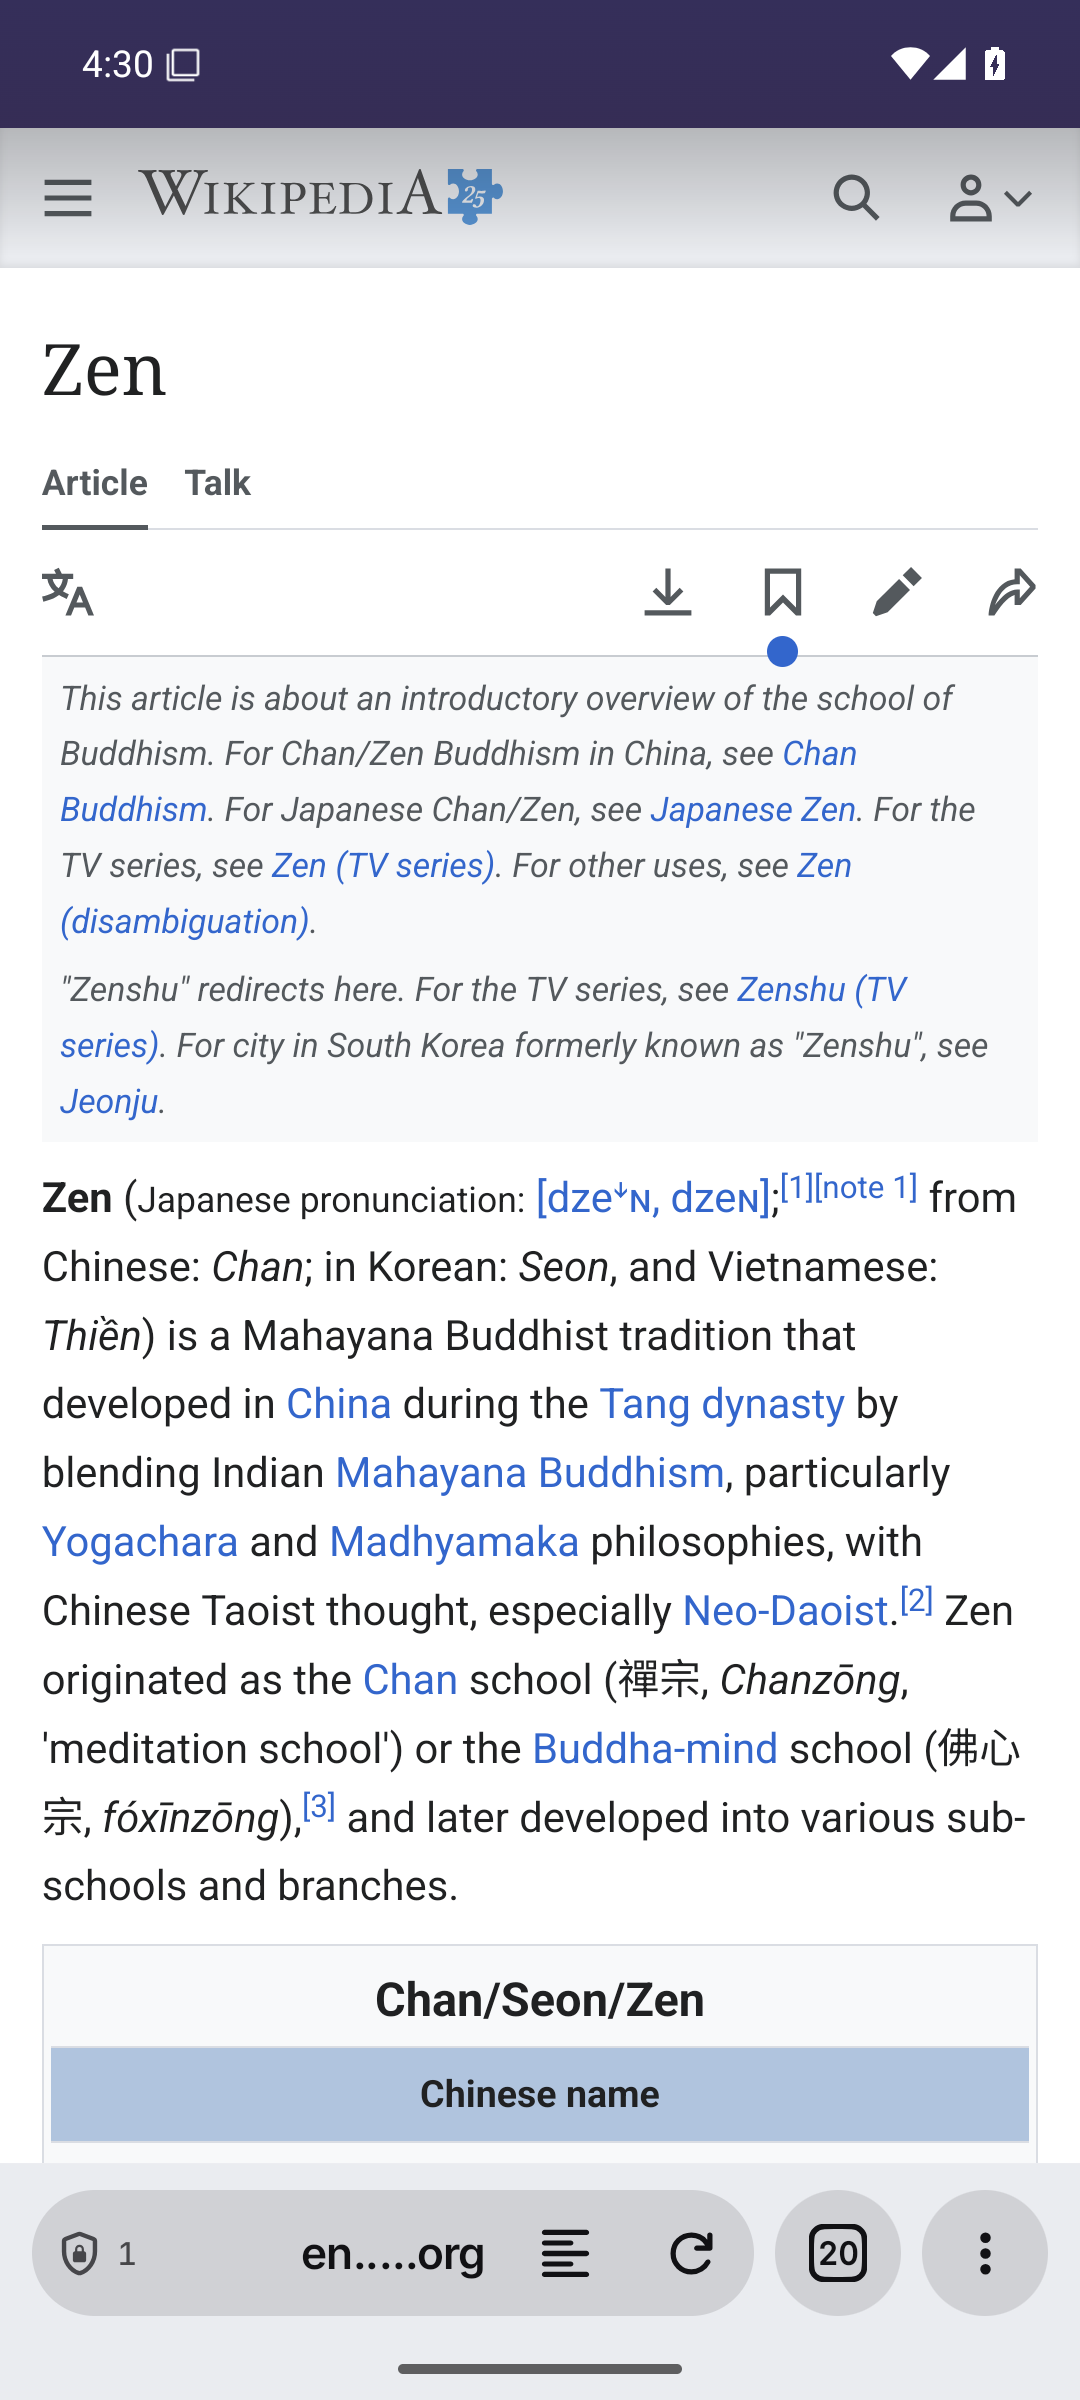 4:30
WIKIPEDIA 25
Zen
Article Talk
This article is about an introductory overview of the school of
Buddhism. For Chan/Zen Buddhism in China, see Chan
Buddhism. For Japanese Chan/Zen, see Japanese Zen. For the
TV series, see Zen (TV series). For other uses, see Zen
(disambiguation).
"Zenshu" redirects here. For the TV series, see Zenshu (TV
series). For city in South Korea formerly known as "Zenshu", see
Jeonju.
Zen (Japanese pronunciation: [dzeꜜɴ, dzeɴ];[1][note 1] from
Chinese: Chan; in Korean: Seon, and Vietnamese:
Thiền) is a Mahayana Buddhist tradition that
developed in China during the Tang dynasty by
blending Indian Mahayana Buddhism, particularly
Yogachara and Madhyamaka philosophies, with
Chinese Taoist thought, especially Neo-Daoist.[2] Zen
originated as the Chan school (禪宗, Chanzōng,
'meditation school') or the Buddha-mind school (佛心
宗, fóxīnzōng),[3] and later developed into various sub-
schools and branches.
Chan/Seon/Zen
Chinese name
1 en.....org 20